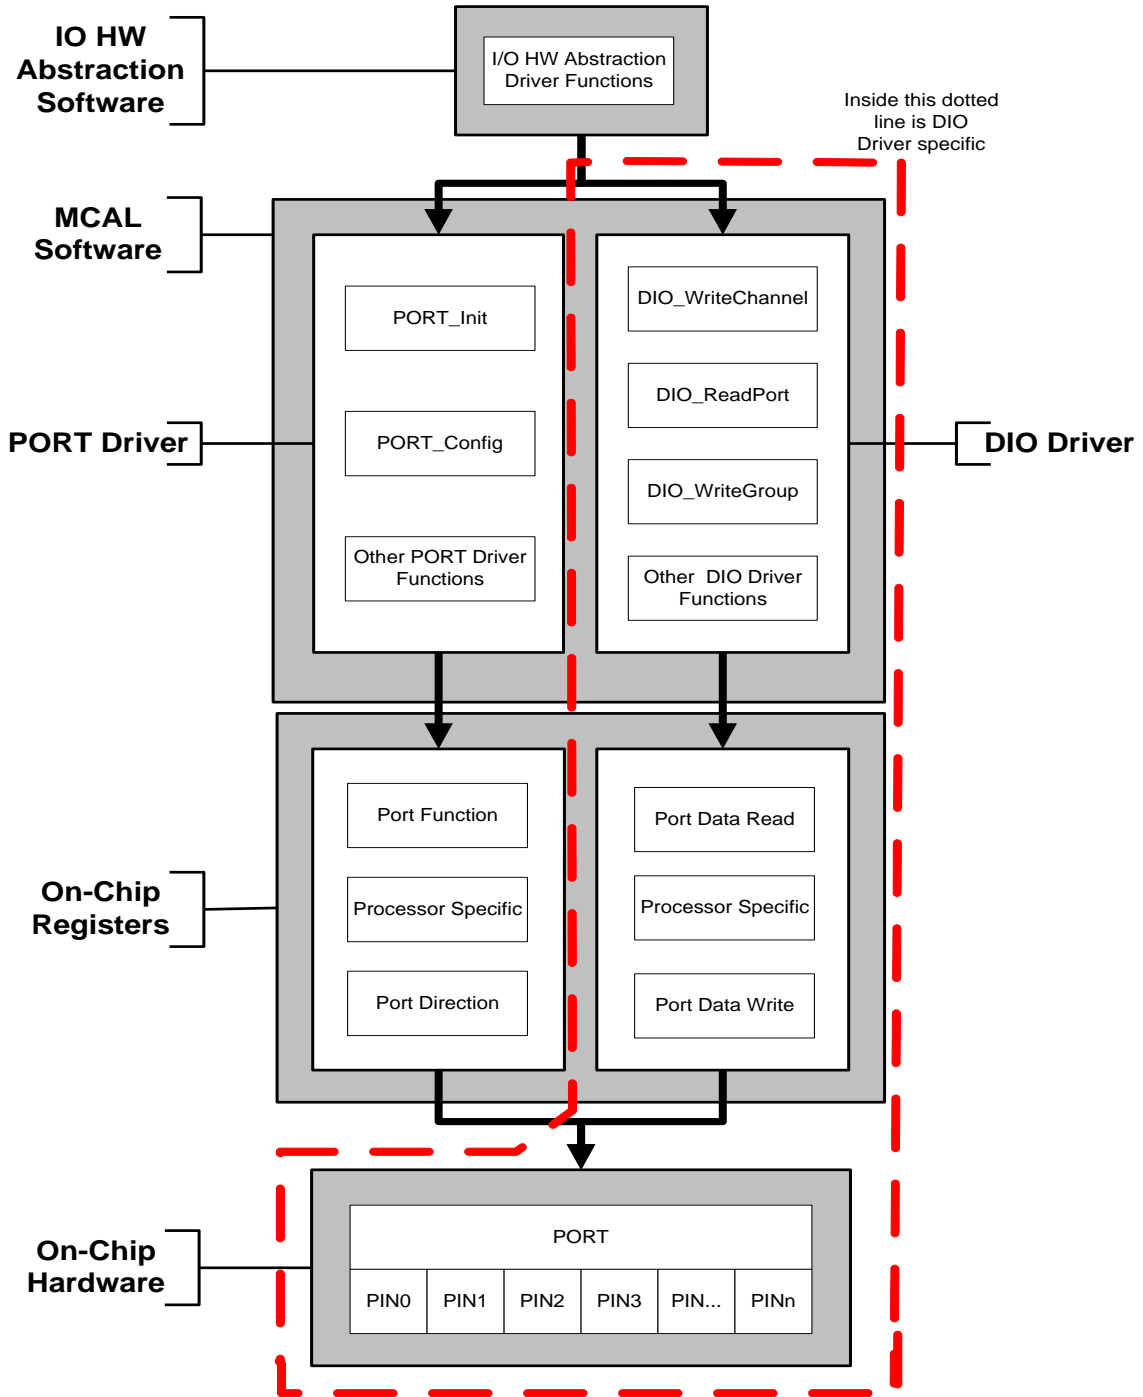 IO HW
Abstraction
Software
I/O HW Abstraction
Driver Functions
Inside this dotted
line is DIO
Driver specific
MCAL
Software
PORT_Init
DIO_WriteChannel
DIO_ReadPort
PORT Driver
PORT_Config
DIO Driver
DIO_WriteGroup
Other PORT Driver
Functions
Other DIO Driver
Functions
Port Function
Port Data Read
On-Chip
Registers
Processor Specific
Processor Specific
Port Direction
Port Data Write
On-Chip
Hardware
PORT
PIN0 PIN1 PIN2 PIN3 PIN... PINn